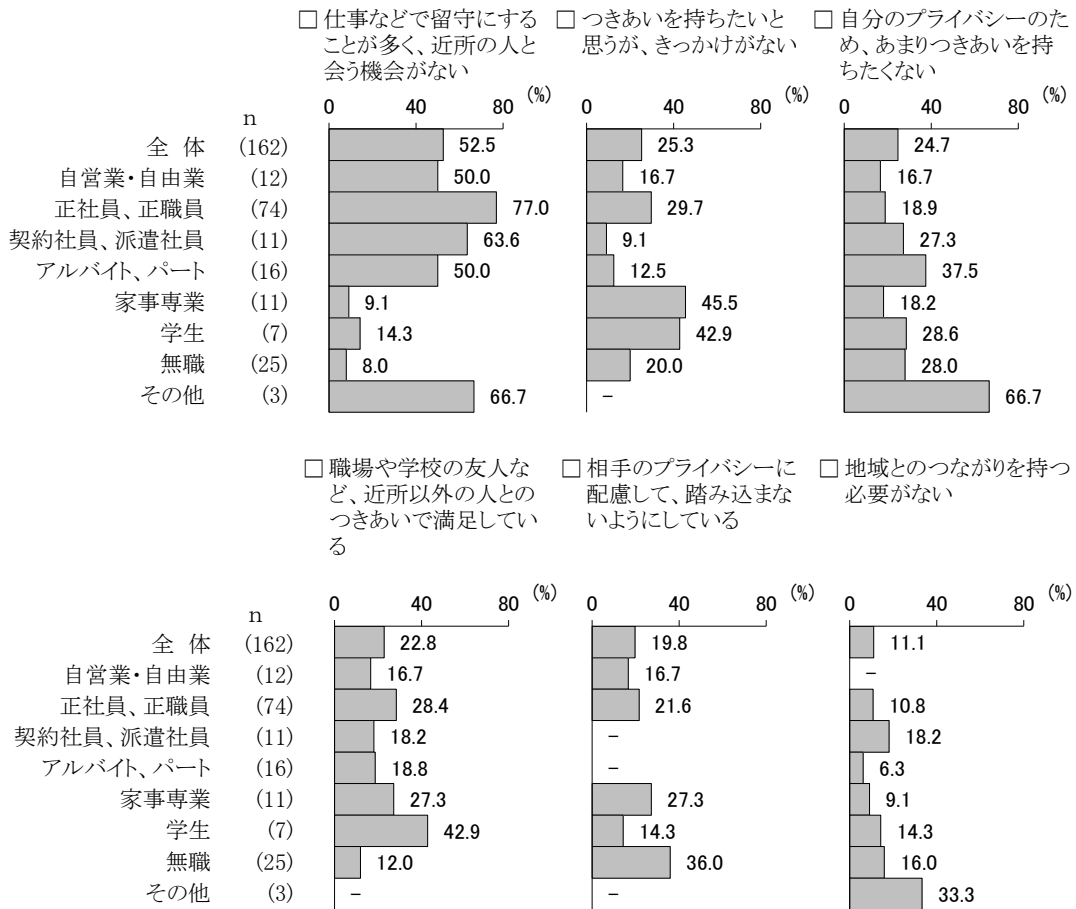 □ 仕事などで留守にする
ことが多く、近所の人と
会う機会がない
□ つきあいを持ちたいと
思うが、きっかけがない
□ 自分のプライバシーのた
め、あまりつきあいを持
ちたくない
n
0 40 80 (%)
0 40 80 (%)
0 40 80 (%)
全 体 (162) 52.5 25.3 24.7
自営業・自由業 (12) 50.0 16.7 16.7
正社員、正職員 (74) 77.0 29.7 18.9
契約社員、派遣社員 (11) 63.6 9.1 27.3
アルバイト、パート (16) 50.0 12.5 37.5
家事専業 (11) 9.1 45.5 18.2
学生 (7) 14.3 42.9 28.6
無職 (25) 8.0 20.0 28.0
その他 (3) 66.7 － 66.7
□ 職場や学校の友人な
ど、近所以外の人との
つきあいで満足してい
る
□ 相手のプライバシーに
配慮して、踏み込まな
いようにしている
□ 地域とのつながりを持つ
必要がない
n
0 40 80 (%)
0 40 80 (%)
0 40 80 (%)
全 体 (162) 22.8 19.8 11.1
自営業・自由業 (12) 16.7 16.7 －
正社員、正職員 (74) 28.4 21.6 10.8
契約社員、派遣社員 (11) 18.2 － 18.2
アルバイト、パート (16) 18.8 － 6.3
家事専業 (11) 27.3 27.3 9.1
学生 (7) 42.9 14.3 14.3
無職 (25) 12.0 36.0 16.0
その他 (3) － － 33.3